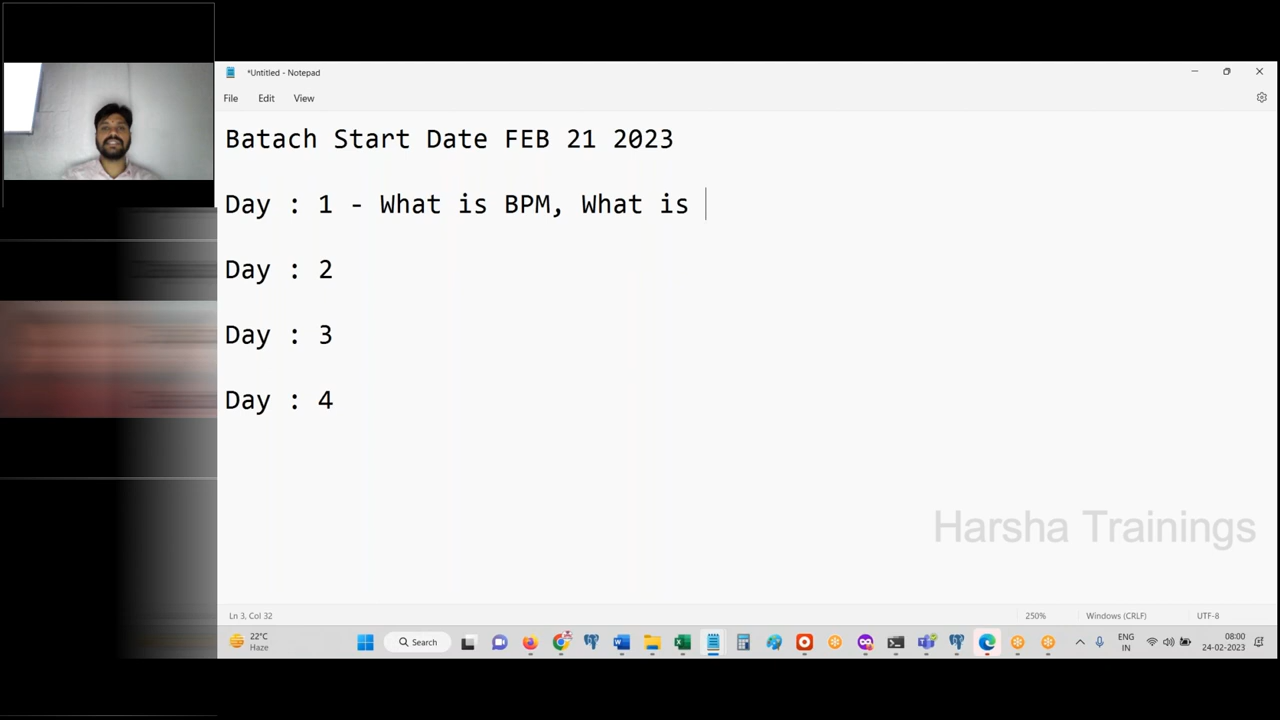 *Untitled - Notepad
File Edit View
Batach Start Date FEB 21 2023
Day : 1 - What is BPM, What is
Day : 2
Day : 3
Day : 4
Harsha Trainings
Ln 3, Col 32 250% Windows (CRLF) UTF-8
22°C
Haze
Search
ENG
IN
08:00
24-02-2023